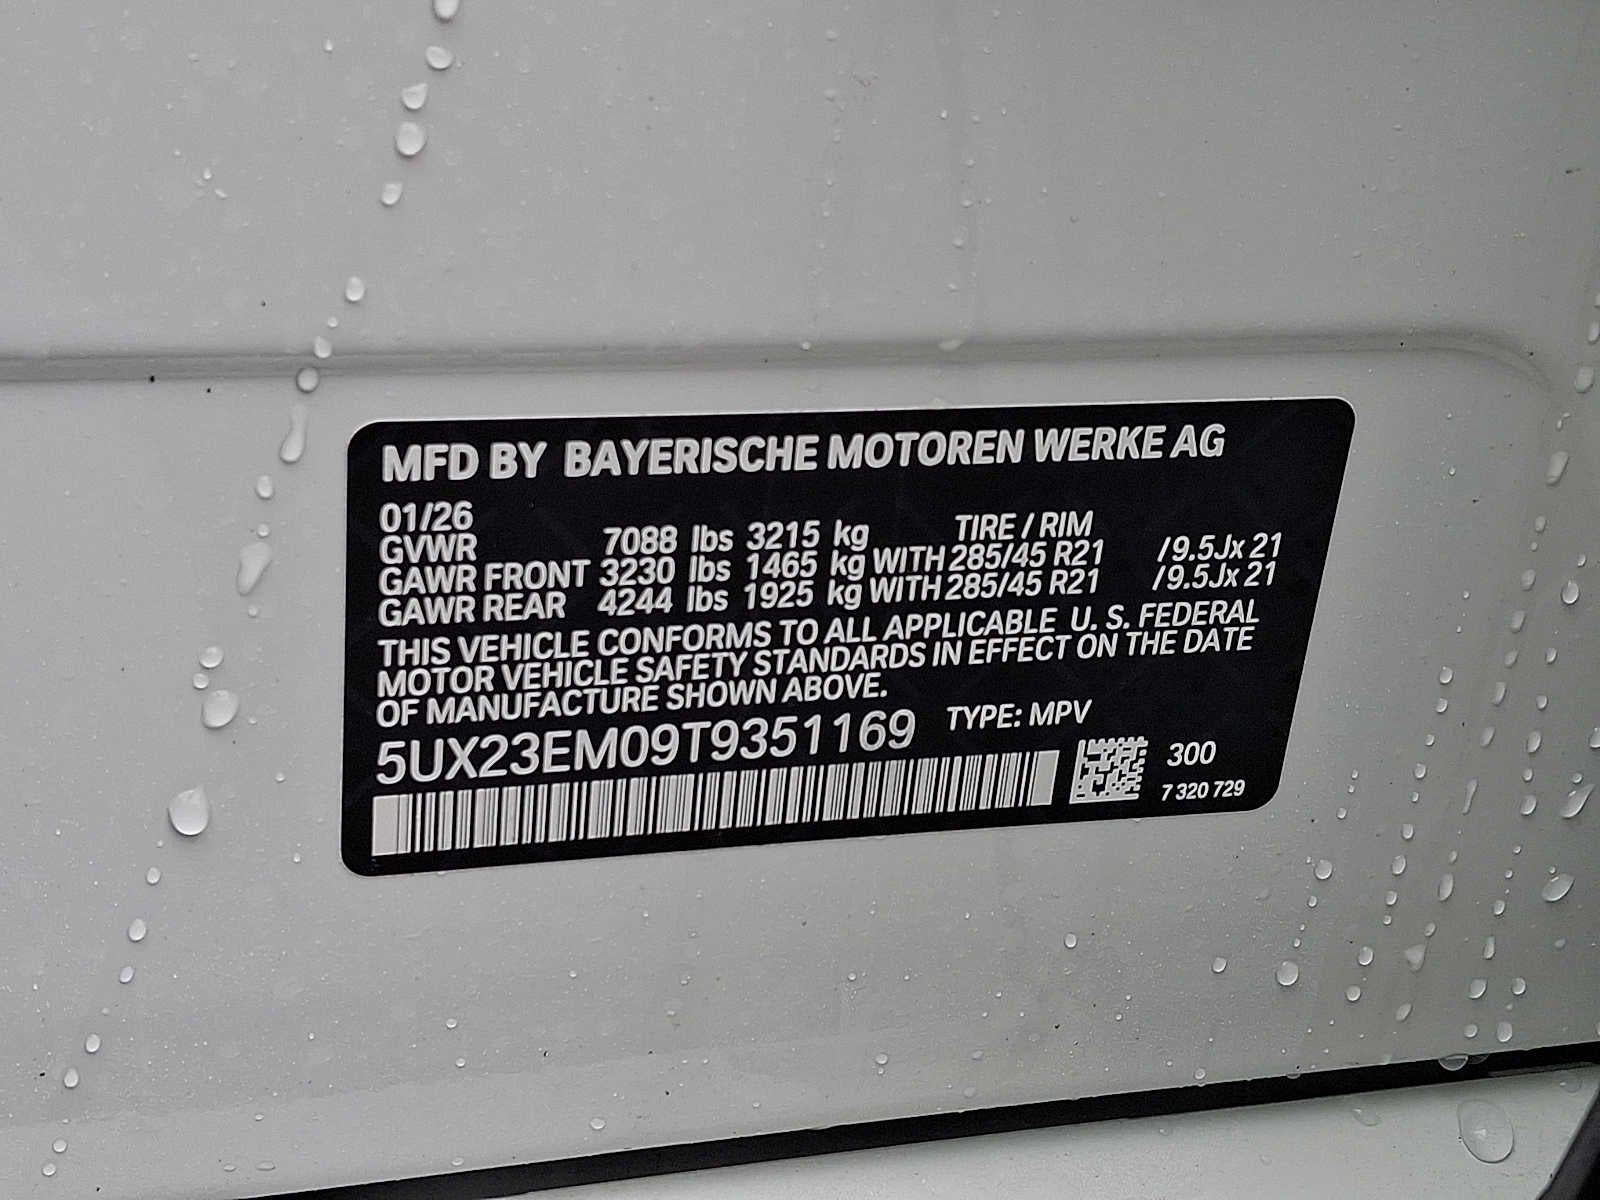 MFD BY BAYERISCHE MOTOREN WERKE AG
01/26 TIRE / RIM
GVWR 7088 lbs 3215 kg
GAWR FRONT 3230 lbs 1465 kg WITH 285/45 R21 /9.5Jx 21
GAWR REAR 4244 lbs 1925 kg WITH 285/45 R21 /9.5Jx 21
THIS VEHICLE CONFORMS TO ALL APPLICABLE U. S. FEDERAL
MOTOR VEHICLE SAFETY STANDARDS IN EFFECT ON THE DATE
OF MANUFACTURE SHOWN ABOVE.
5UX23EM09T9351169 TYPE: MPV
300
7 320 729